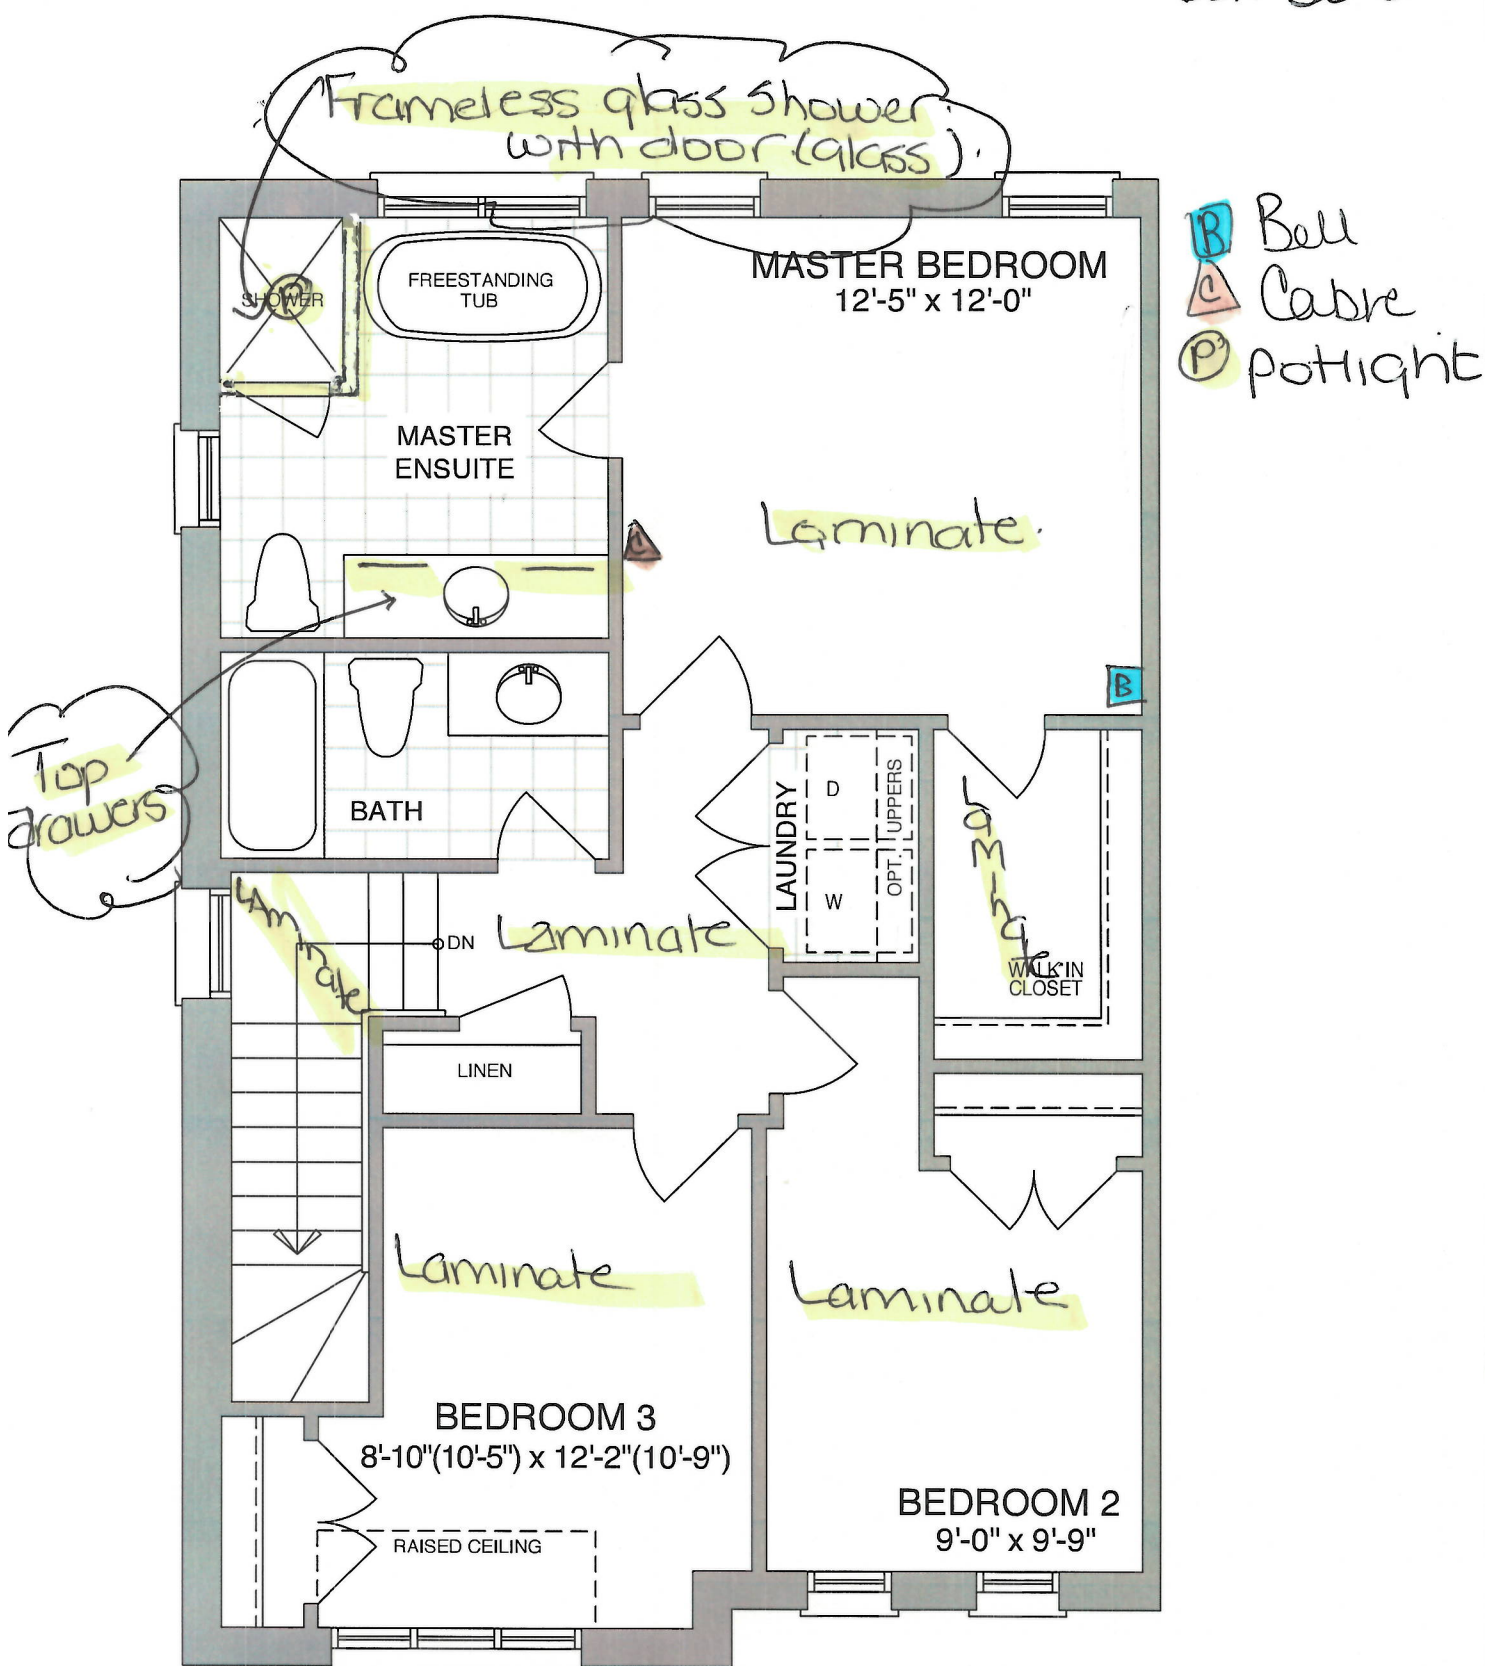 Frameless glass shower
with door (glass).
B Bell
C Cable
P Potlight
SHOWER
P
FREESTANDING
TUB
MASTER BEDROOM
12'-5" x 12'-0"
MASTER
ENSUITE
Laminate.
C
B
Top
drawers
BATH
LAUNDRY
D
W
OPT. UPPERS
Laminate
WALK IN
CLOSET
Laminate
DN
Laminate
LINEN
Laminate
Laminate
BEDROOM 3
8'-10"(10'-5") x 12'-2"(10'-9")
RAISED CEILING
BEDROOM 2
9'-0" x 9'-9"